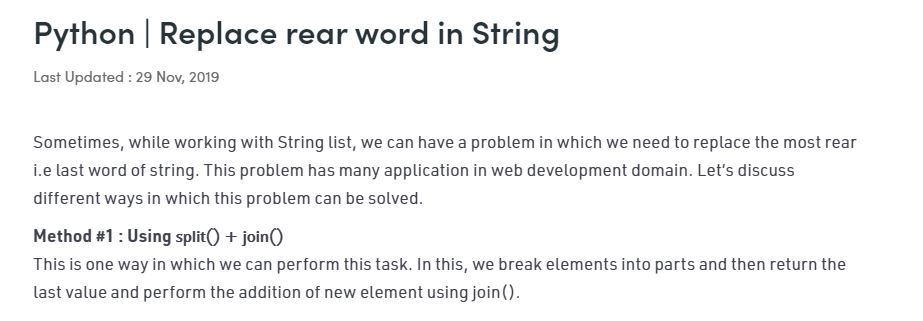 Python | Replace rear word in String
Last Updated : 29 Nov, 2019
Sometimes, while working with String list, we can have a problem in which we need to replace the most rear
i.e last word of string. This problem has many application in web development domain. Let’s discuss
different ways in which this problem can be solved.
Method #1 : Using split() + join()
This is one way in which we can perform this task. In this, we break elements into parts and then return the
last value and perform the addition of new element using join().